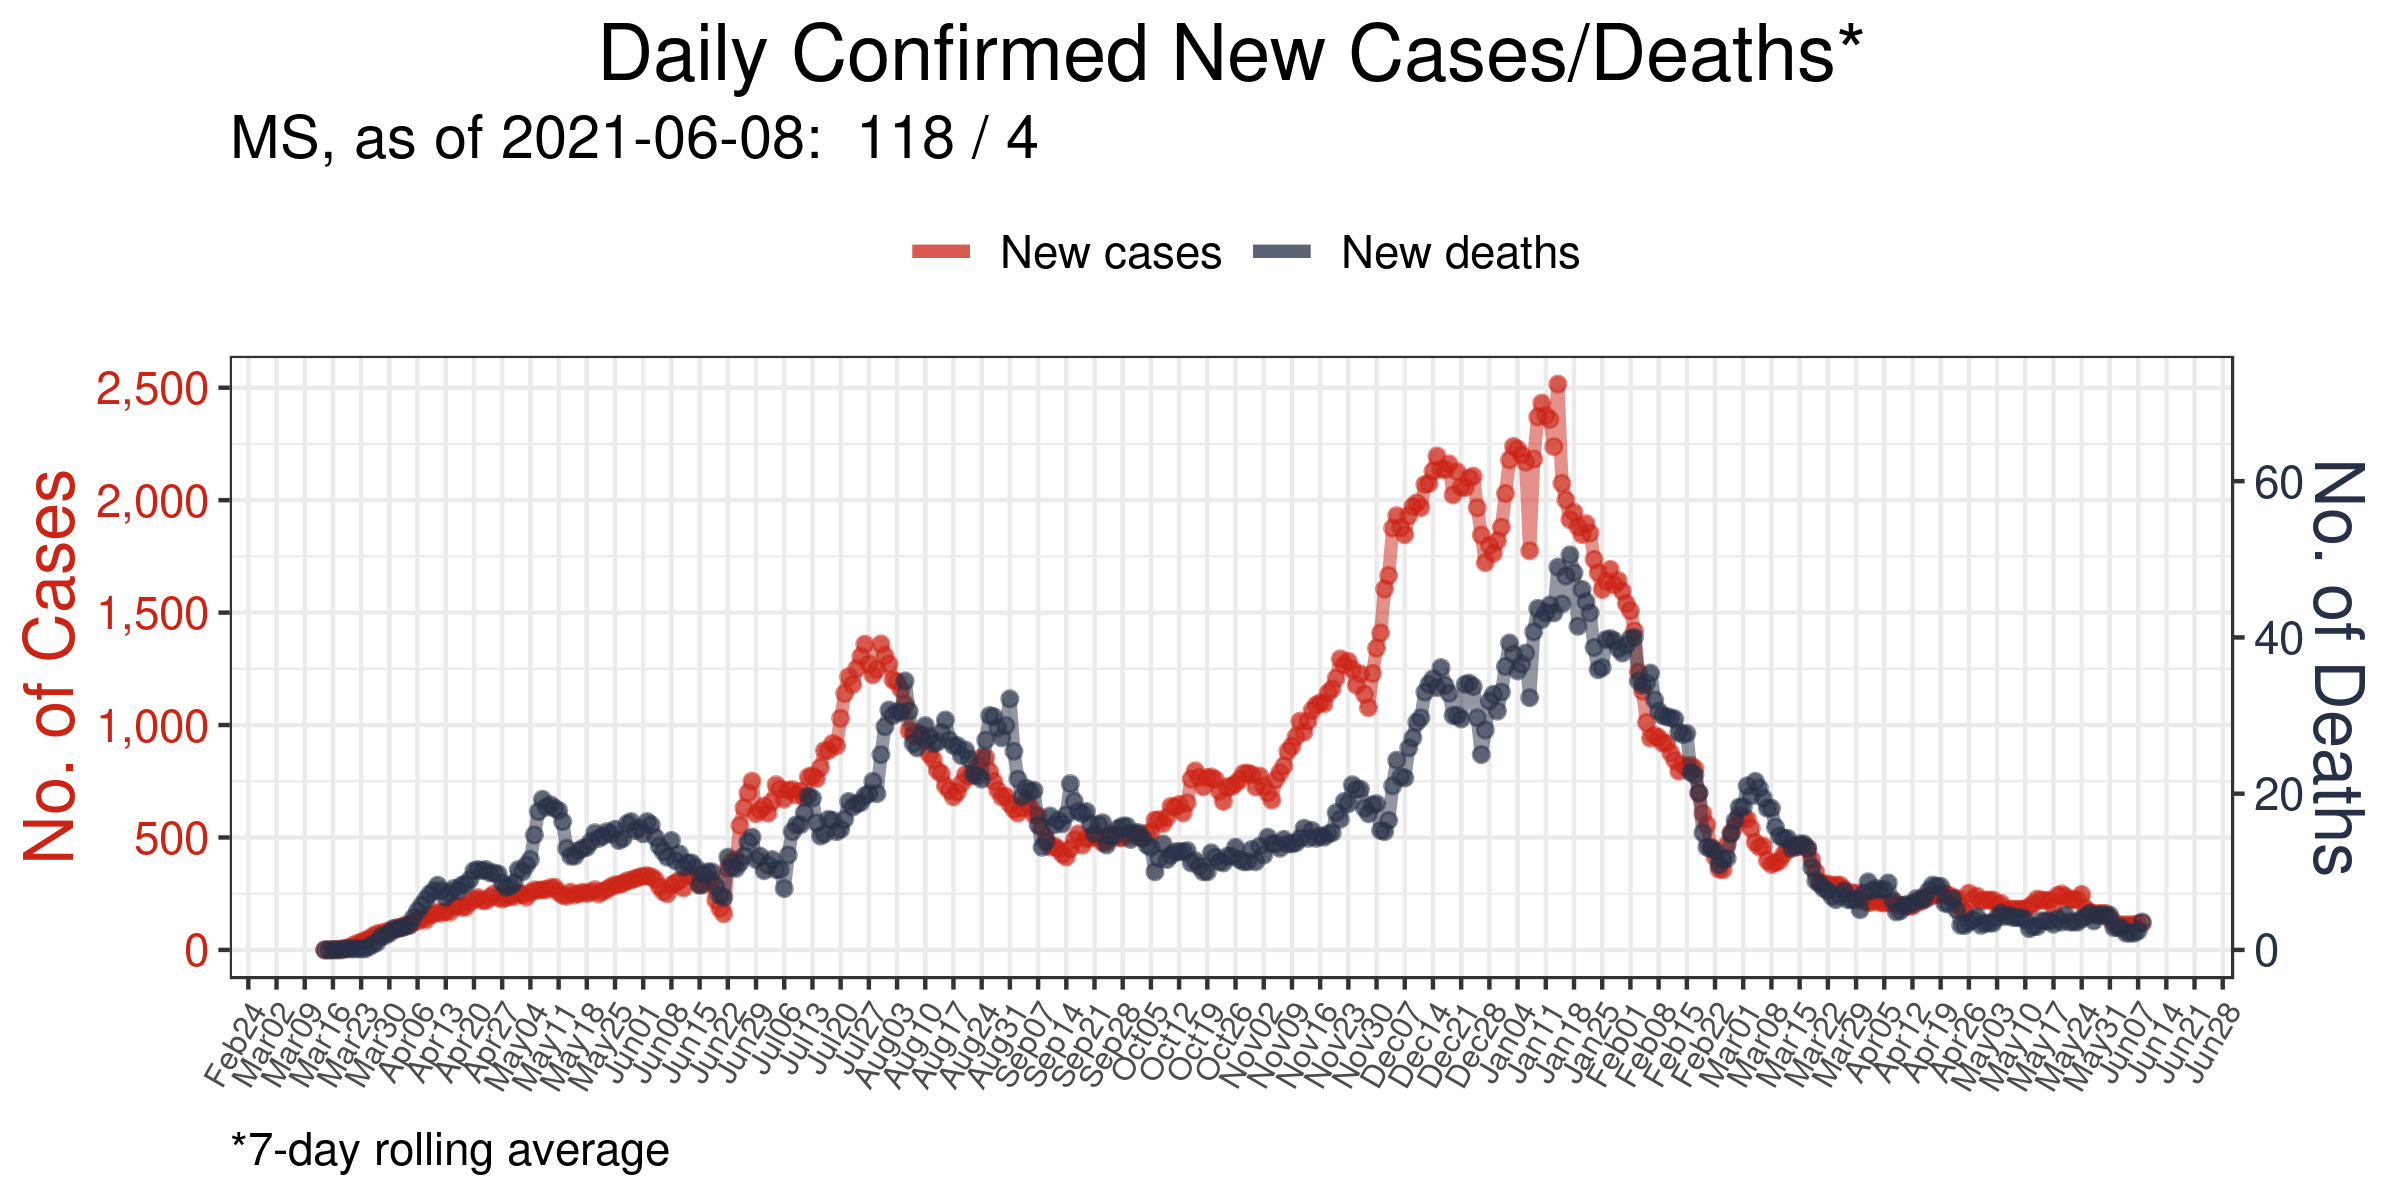 Daily Confirmed New Cases/Deaths*
MS, as of 2021-06-08:  118 / 4
New cases
New deaths
No. of Cases
2,500
2,000
1,500
1,000
500
0
60
40
20
0
No. of Deaths
Feb24
Mar02
Mar09
Mar16
Mar23
Mar30
Apr06
Apr13
Apr20
Apr27
May04
May11
May18
May25
Jun01
Jun08
Jun15
Jun22
Jun29
Jul06
Jul13
Jul20
Jul27
Aug03
Aug10
Aug17
Aug24
Aug31
Sep07
Sep14
Sep21
Sep28
Oct05
Oct12
Oct19
Oct26
Nov02
Nov09
Nov16
Nov23
Nov30
Dec07
Dec14
Dec21
Dec28
Jan04
Jan11
Jan18
Jan25
Feb01
Feb08
Feb15
Feb22
Mar01
Mar08
Mar15
Mar22
Mar29
Apr05
Apr12
Apr19
Apr26
May03
May10
May17
May24
May31
Jun07
Jun14
Jun21
Jun28
*7-day rolling average